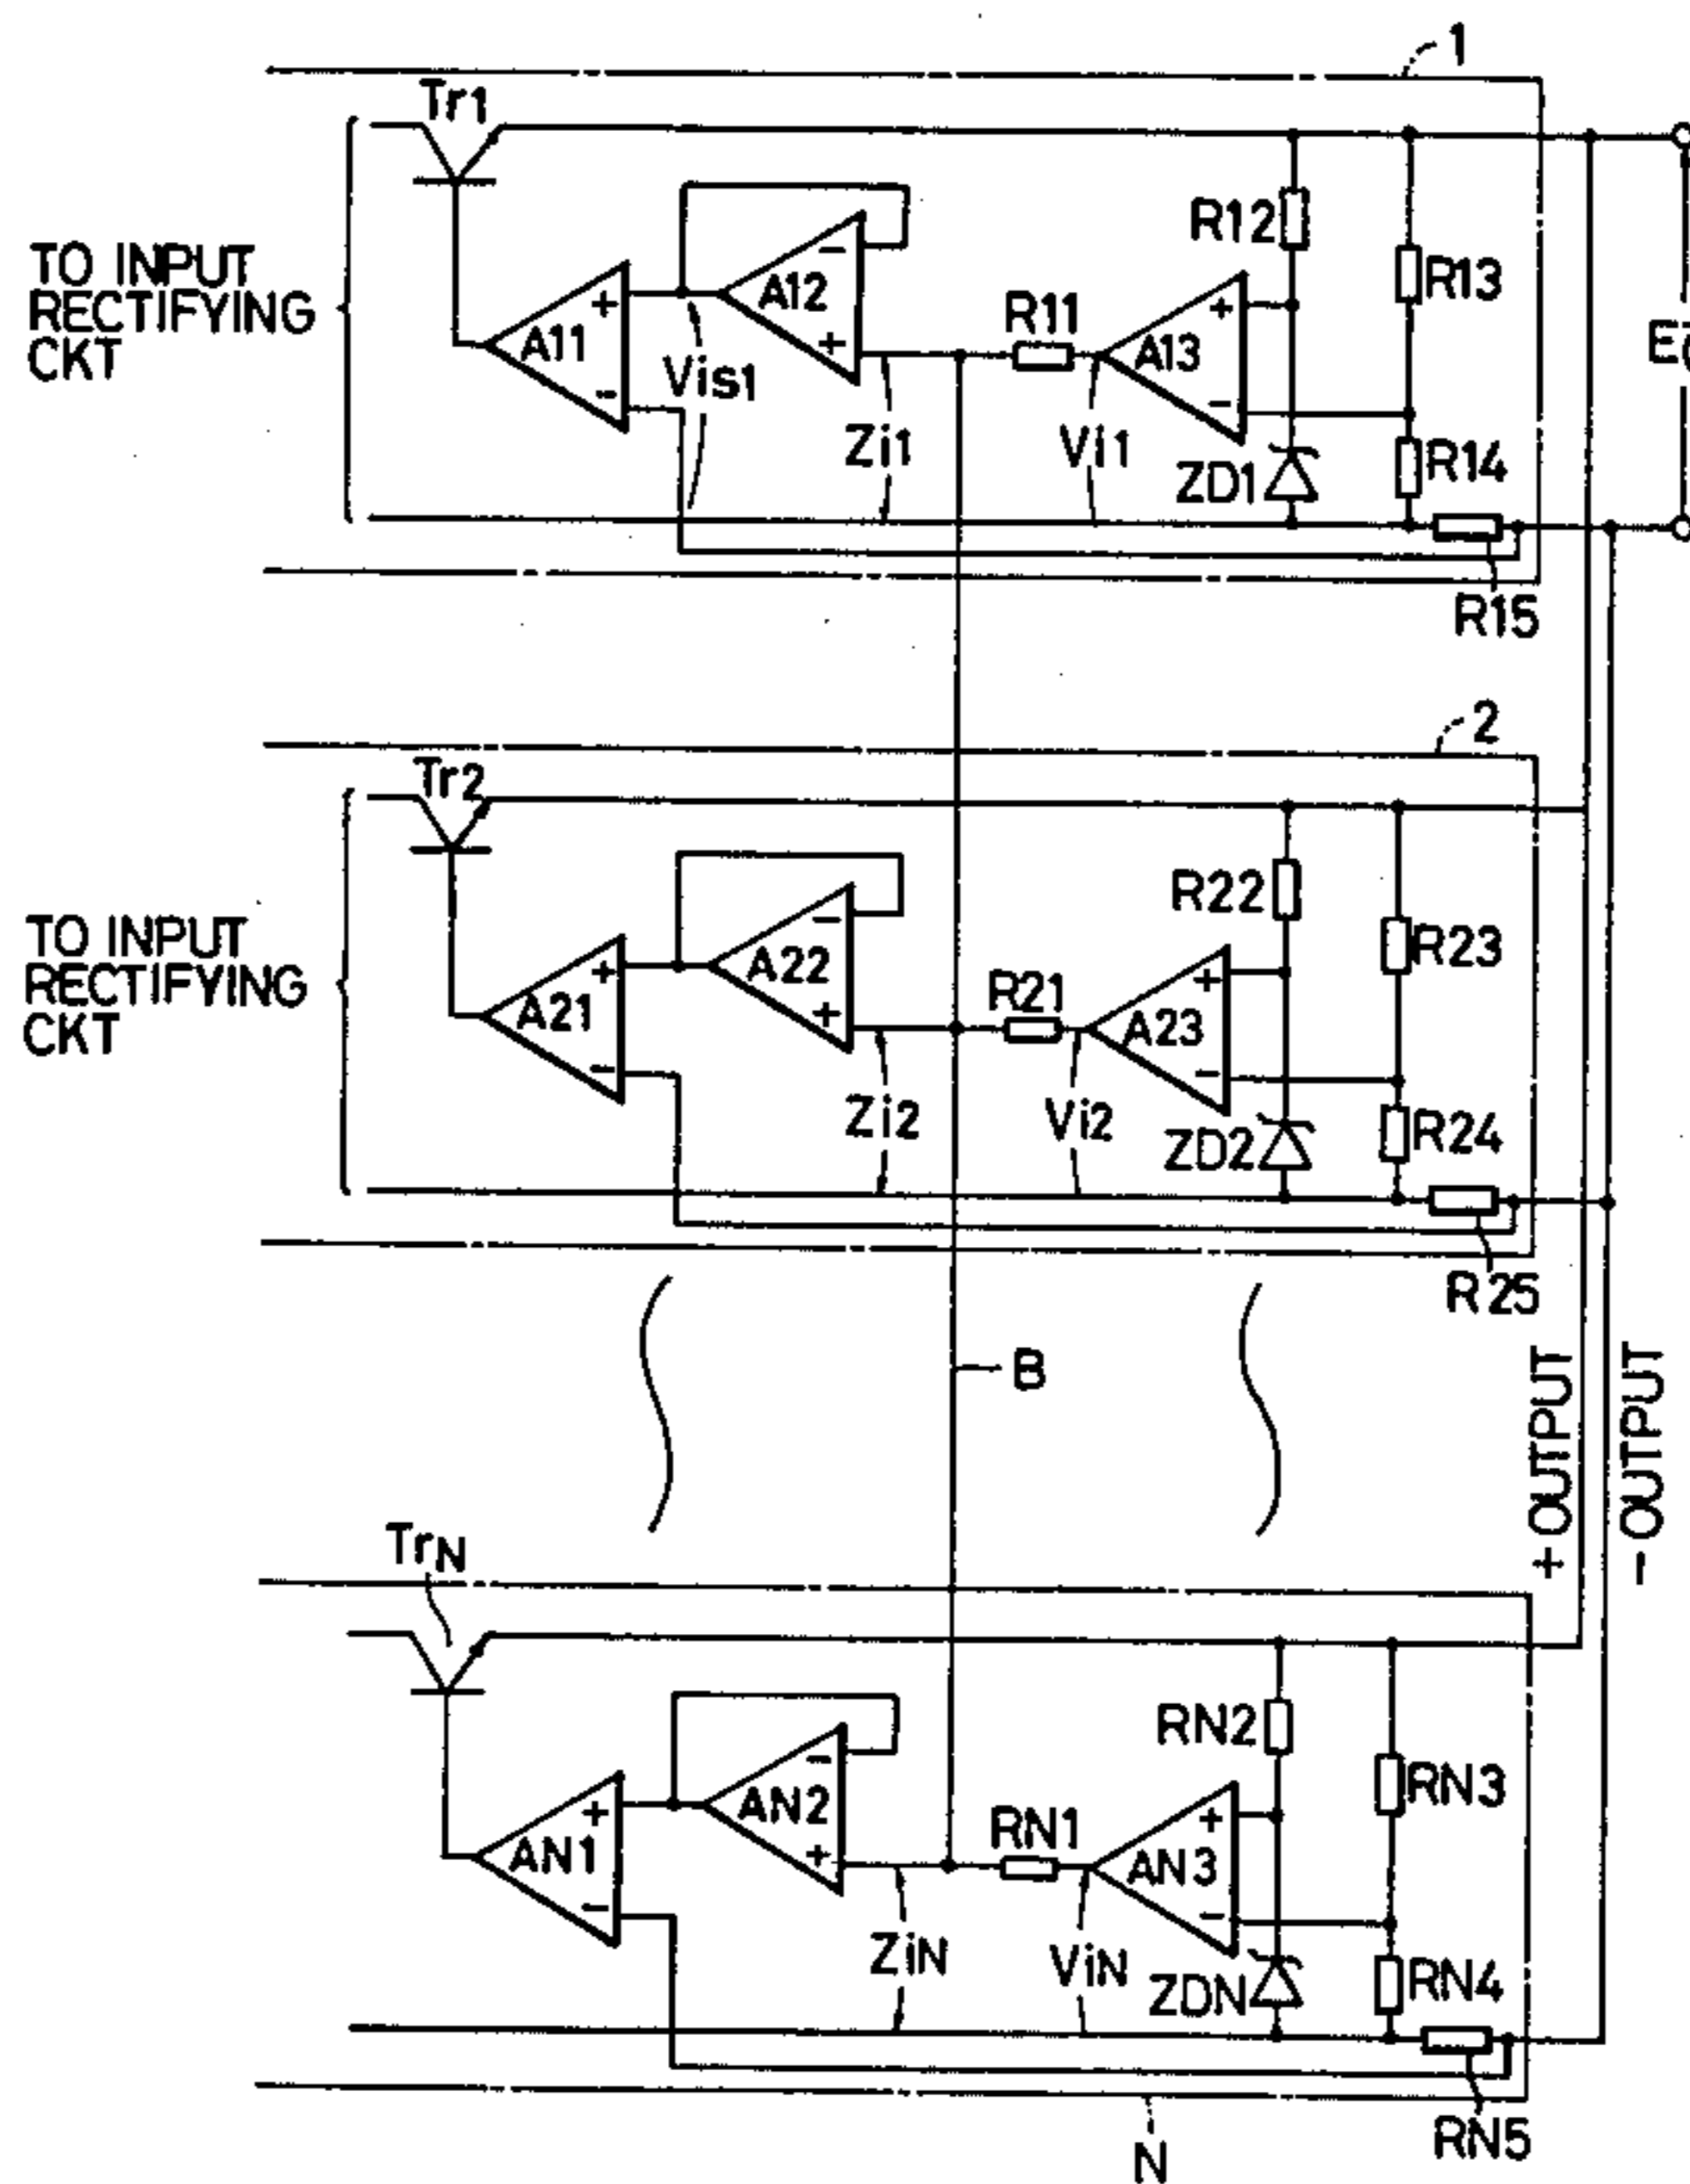 1
Tr1
TO INPUT
RECTIFYING
CKT
A11
+
-
Vis1
A12
-
+
Zi1
R11
Vi1
A13
+
-
R12
ZD1
R13
R14
R15
2
Tr2
TO INPUT
RECTIFYING
CKT
A21
+
-
A22
-
+
Zi2
R21
Vi2
A23
+
-
R22
ZD2
R23
R24
R25
B
+ OUTPUT
- OUTPUT
TrN
AN1
+
-
AN2
-
+
ZiN
RN1
ViN
AN3
+
-
RN2
ZDN
RN3
RN4
RN5
N